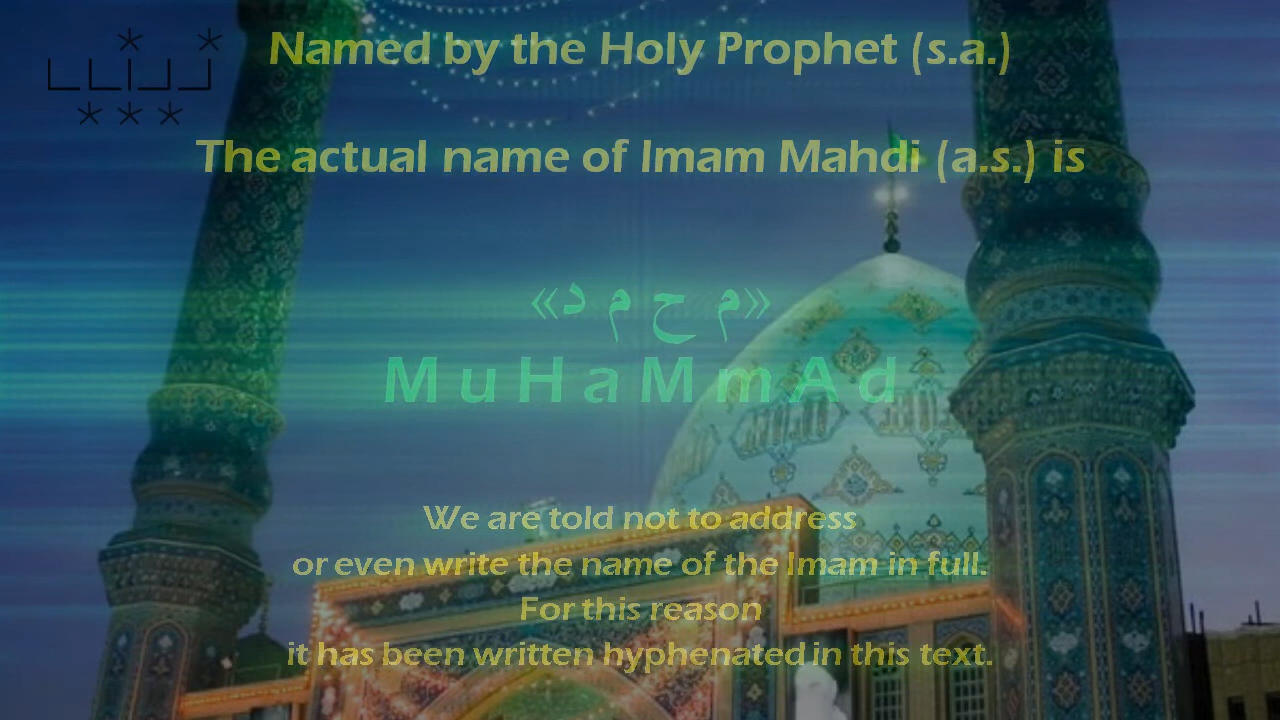 Named by the Holy Prophet (s.a.)
The actual name of Imam Mahdi (a.s.) is
«م ح م د»
M u H a M m A d
We are told not to address
or even write the name of the Imam in full.
For this reason
it has been written hyphenated in this text.